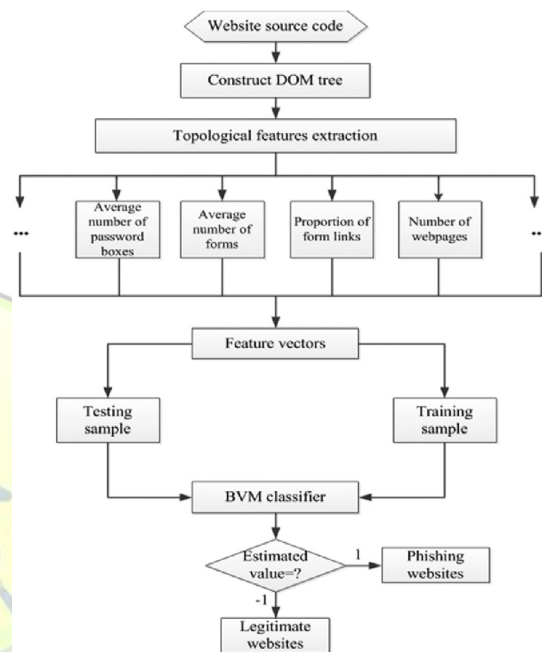 Website source code
Construct DOM tree
Topological features extraction
...
Average
number of
password
boxes
Average
number of
forms
Proportion of
form links
Number of
webpages
..
Feature vectors
Testing
sample
Training
sample
BVM classifier
Estimated
value=?
1
Phishing
websites
-1
Legitimate
websites